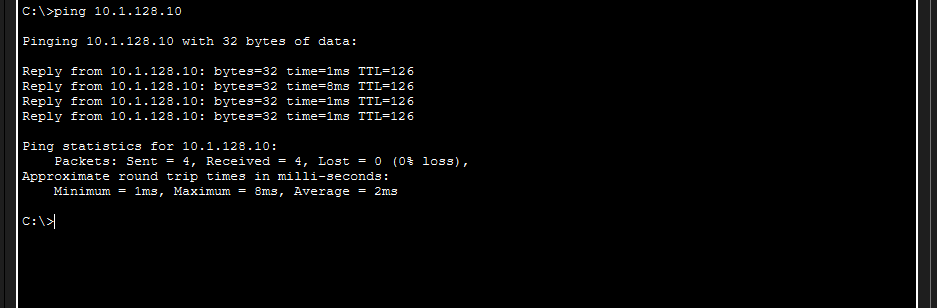 C:\>ping 10.1.128.10
Pinging 10.1.128.10 with 32 bytes of data:
Reply from 10.1.128.10: bytes=32 time=1ms TTL=126
Reply from 10.1.128.10: bytes=32 time=8ms TTL=126
Reply from 10.1.128.10: bytes=32 time=1ms TTL=126
Reply from 10.1.128.10: bytes=32 time=1ms TTL=126
Ping statistics for 10.1.128.10:
    Packets: Sent = 4, Received = 4, Lost = 0 (0% loss),
Approximate round trip times in milli-seconds:
    Minimum = 1ms, Maximum = 8ms, Average = 2ms
C:\>